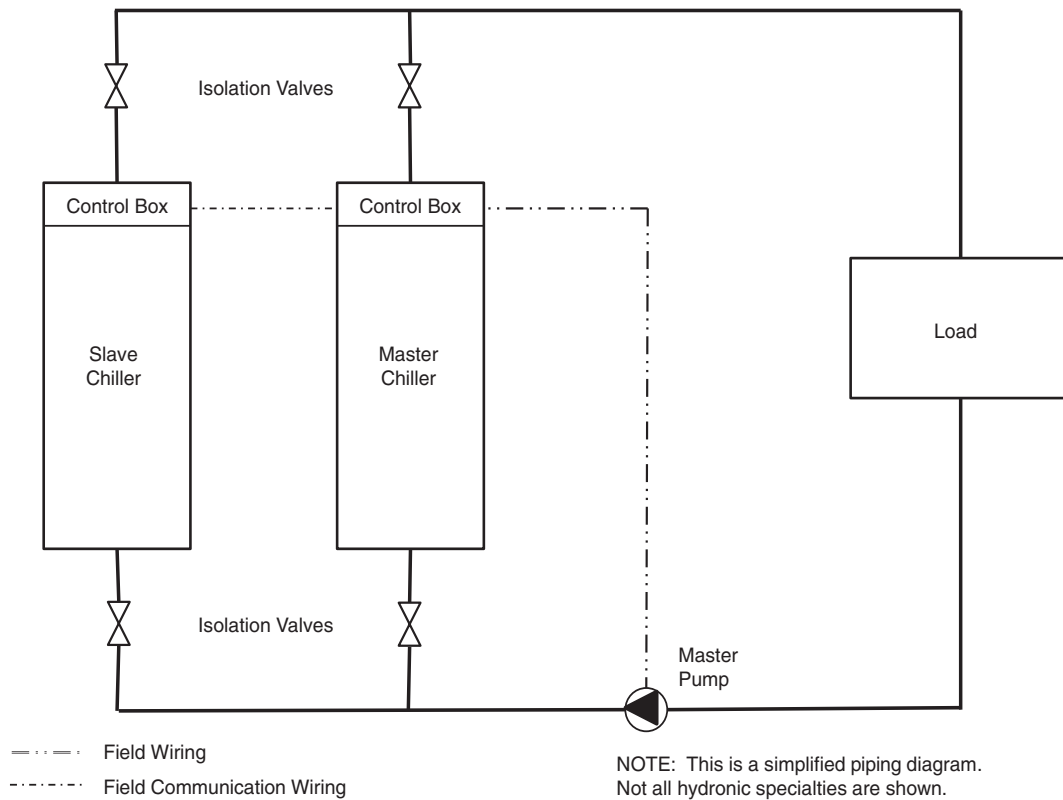 Isolation Valves
Control Box
Control Box
Slave
Chiller
Master
Chiller
Load
Isolation Valves
Master
Pump
Field Wiring
Field Communication Wiring
NOTE: This is a simplified piping diagram.
Not all hydronic specialties are shown.